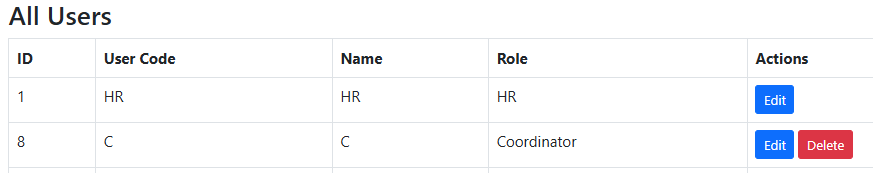 All Users
ID User Code Name Role Actions
1 HR HR HR Edit
8 C C Coordinator Edit Delete